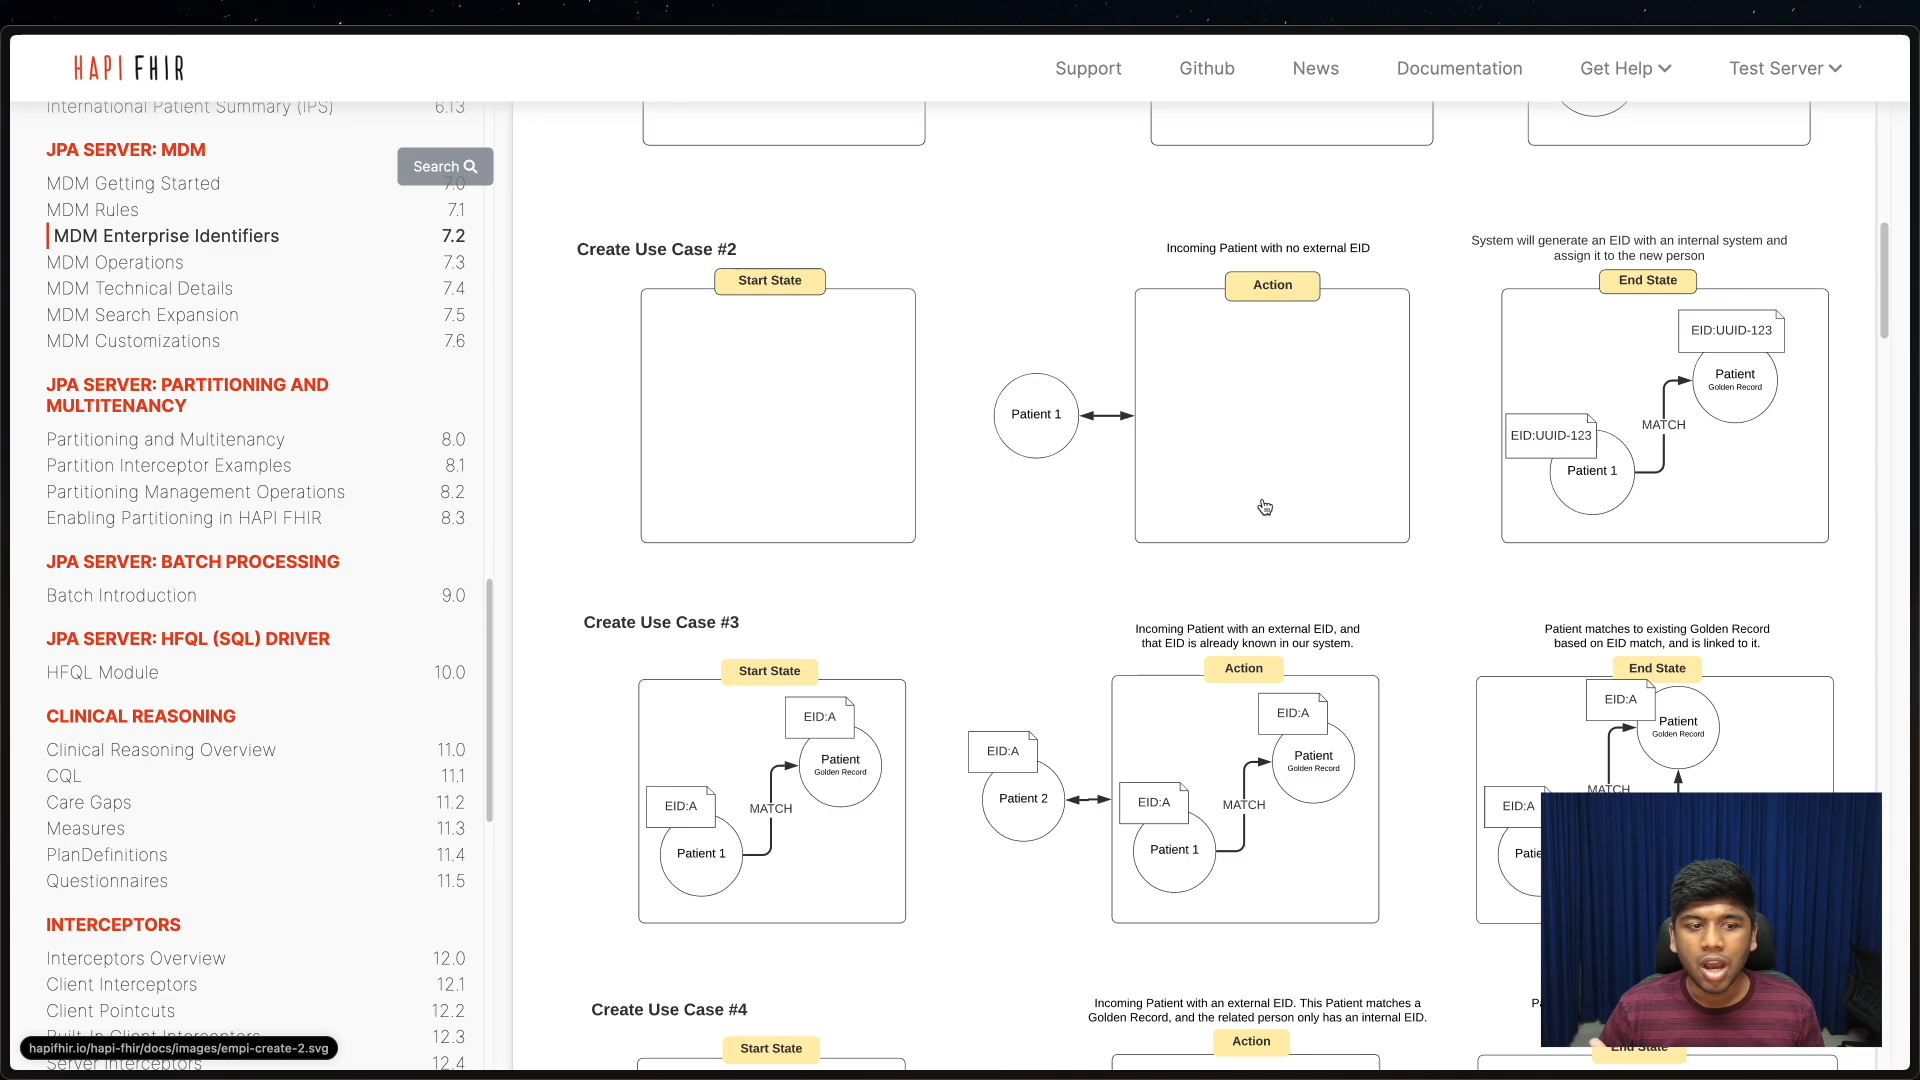 HAPI FHIR
Support
Github
News
Documentation
Get Help
Test Server
International Patient Summary (IPS) 6.13
JPA SERVER: MDM
Search
MDM Getting Started 7.0
MDM Rules 7.1
MDM Enterprise Identifiers 7.2
MDM Operations 7.3
MDM Technical Details 7.4
MDM Search Expansion 7.5
MDM Customizations 7.6
JPA SERVER: PARTITIONING AND
MULTITENANCY
Partitioning and Multitenancy 8.0
Partition Interceptor Examples 8.1
Partitioning Management Operations 8.2
Enabling Partitioning in HAPI FHIR 8.3
JPA SERVER: BATCH PROCESSING
Batch Introduction 9.0
JPA SERVER: HFQL (SQL) DRIVER
HFQL Module 10.0
CLINICAL REASONING
Clinical Reasoning Overview 11.0
CQL 11.1
Care Gaps 11.2
Measures 11.3
PlanDefinitions 11.4
Questionnaires 11.5
INTERCEPTORS
Interceptors Overview 12.0
Client Interceptors 12.1
Client Pointcuts 12.2
Built-In Client Interceptors 12.3
Server Interceptors 12.4
hapifhir.io/hapi-fhir/docs/images/empi-create-2.svg
Create Use Case #2
Start State
Incoming Patient with no external EID
Action
Patient 1
System will generate an EID with an internal system and
assign it to the new person
End State
EID:UUID-123
Patient
Golden Record
MATCH
EID:UUID-123
Patient 1
Create Use Case #3
Start State
EID:A
Patient
Golden Record
EID:A
MATCH
Patient 1
Incoming Patient with an external EID, and
that EID is already known in our system.
Action
EID:A
Patient 2
EID:A
Patient
Golden Record
EID:A
MATCH
Patient 1
Patient matches to existing Golden Record
based on EID match, and is linked to it.
End State
EID:A
Patient
Golden Record
MATCH
EID:A
Patie
Create Use Case #4
Start State
Incoming Patient with an external EID. This Patient matches a
Golden Record, and the related person only has an internal EID.
Action
P
End State